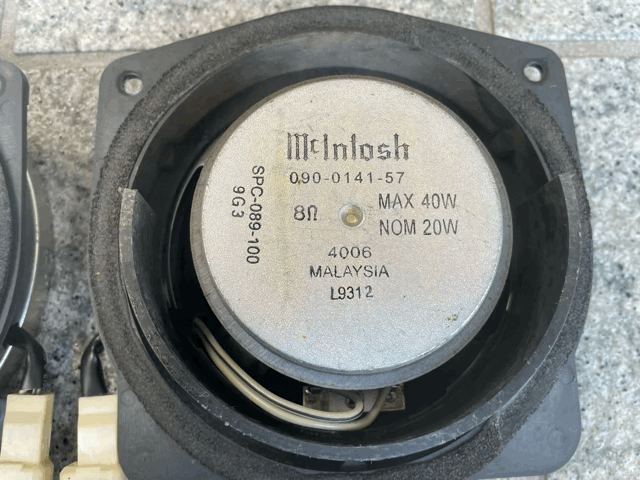 McIntosh
090-0141-57
8Ω
MAX 40W
NOM 20W
4006
MALAYSIA
L9312
SPC-089-100
9G3